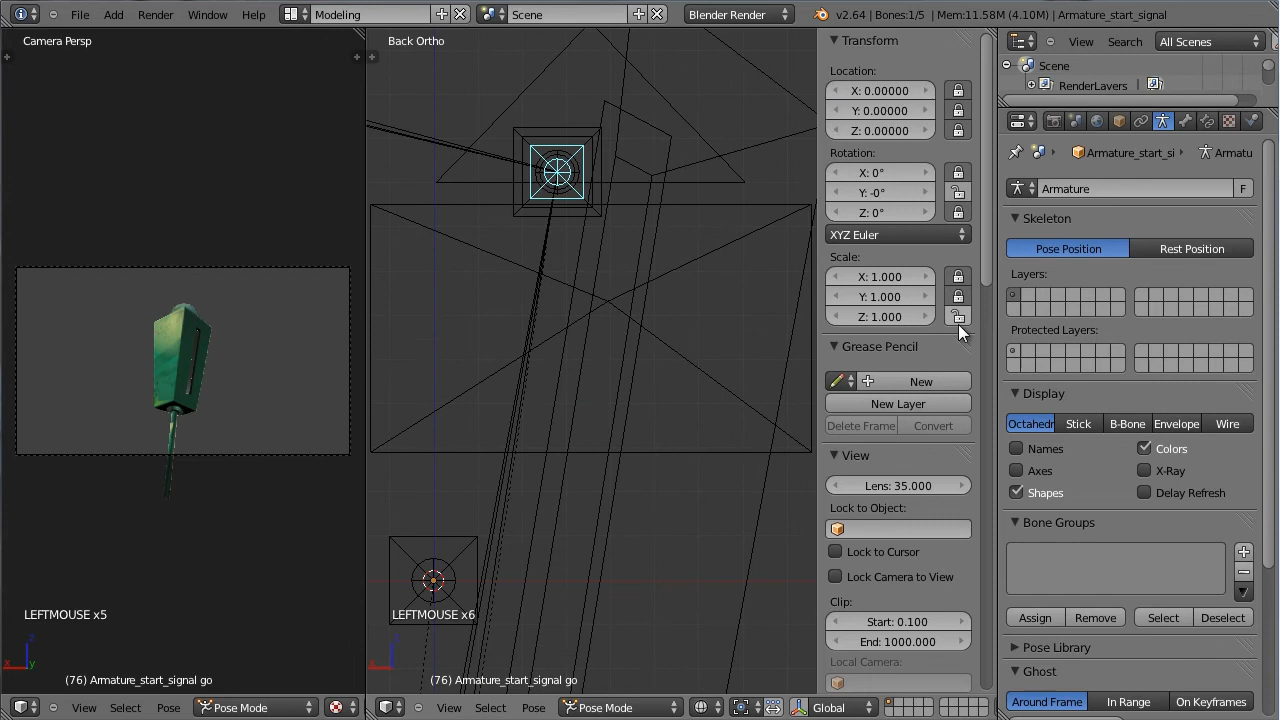 File Add Render Window Help Modeling Scene Blender Render v2.64 | Bones:1/5 | Mem:11.58M (4.10M) | Armature_start_signal
Camera Persp
LEFTMOUSE x5
z
x y
(76) Armature_start_signal go
View Select Pose Pose Mode
Back Ortho
LEFTMOUSE x6
z
x
(76) Armature_start_signal go
View Select Pose Pose Mode Global
Transform
Location:
X: 0.00000
Y: 0.00000
Z: 0.00000
Rotation:
X: 0°
Y: -0°
Z: 0°
XYZ Euler
Scale:
X: 1.000
Y: 1.000
Z: 1.000
Grease Pencil
New
New Layer
Delete Frame Convert
View
Lens: 35.000
Lock to Object:
Lock to Cursor
Lock Camera to View
Clip:
Start: 0.100
End: 1000.000
Local Camera:
View Search All Scenes
Scene
RenderLayers
Armature_start_si Armatu
Armature F
Skeleton
Pose Position Rest Position
Layers:
Protected Layers:
Display
Octahedr Stick B-Bone Envelope Wire
Names Colors
Axes X-Ray
Shapes Delay Refresh
Bone Groups
Assign Remove Select Deselect
Pose Library
Ghost
Around Frame In Range On Keyframes